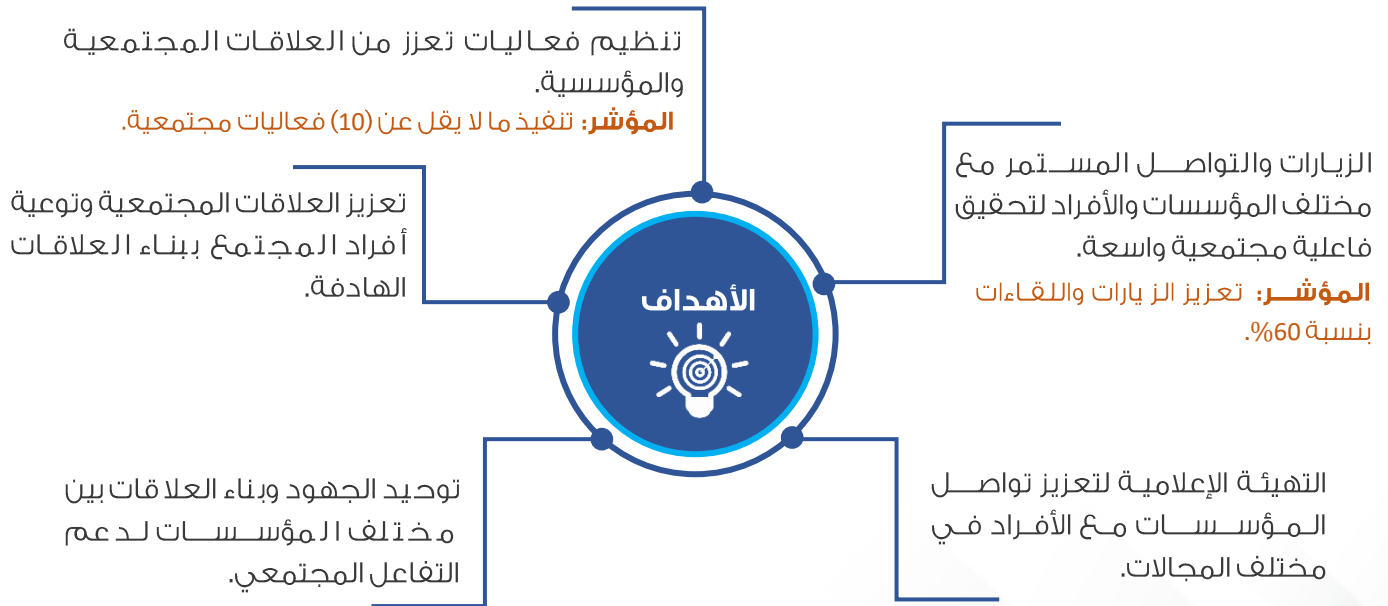 تنظيم فعاليات تعزز من العلاقات المجتمعية
والمؤسسية.
المؤشر: تنفيذ ما لا يقل عن (10) فعاليات مجتمعية.
الزيارات والتواصل المستمر مع
مختلف المؤسسات والأفراد لتحقيق
فاعلية مجتمعية واسعة.
المؤشر: تعزيز الزيارات واللقاءات
بنسبة 60%.
تعزيز العلاقات المجتمعية وتوعية
أفراد المجتمع ببناء العلاقات
الهادفة.
الأهداف
التهيئة الإعلامية لتعزيز تواصل
المؤسسات مع الأفراد في
مختلف المجالات.
توحيد الجهود وبناء العلاقات بين
مختلف المؤسسات لدعم
التفاعل المجتمعي.